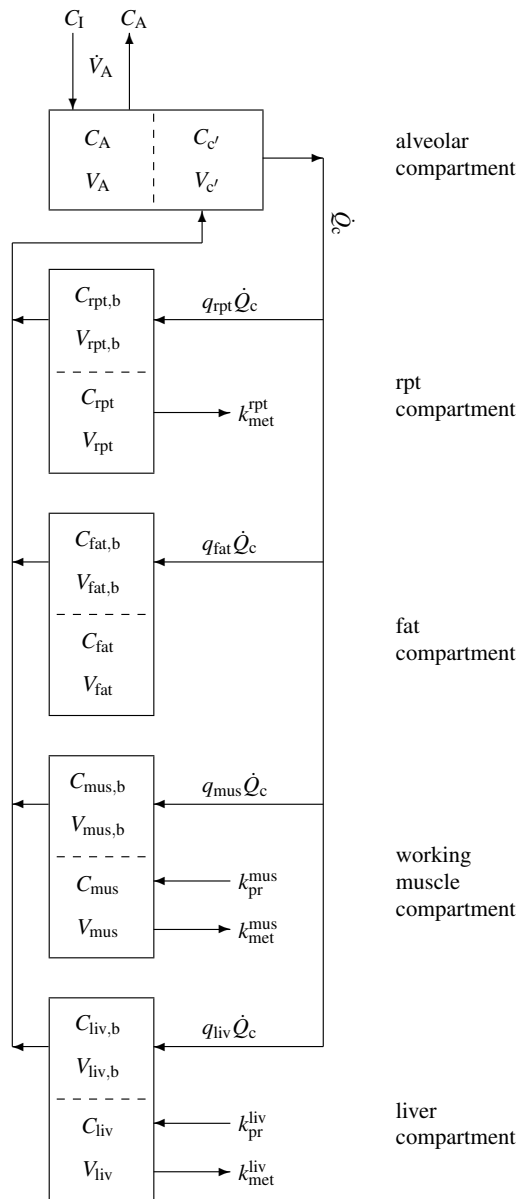 C_I C_A
V̇_A
C_A C_c′
V_A V_c′
alveolar
compartment
Q̇_c
C_rpt,b
V_rpt,b
q_rpt Q̇_c
C_rpt
V_rpt
k_met^rpt
rpt
compartment
C_fat,b
V_fat,b
q_fat Q̇_c
C_fat
V_fat
fat
compartment
C_mus,b
V_mus,b
q_mus Q̇_c
C_mus
V_mus
k_pr^mus
k_met^mus
working
muscle
compartment
C_liv,b
V_liv,b
q_liv Q̇_c
C_liv
V_liv
k_pr^liv
k_met^liv
liver
compartment